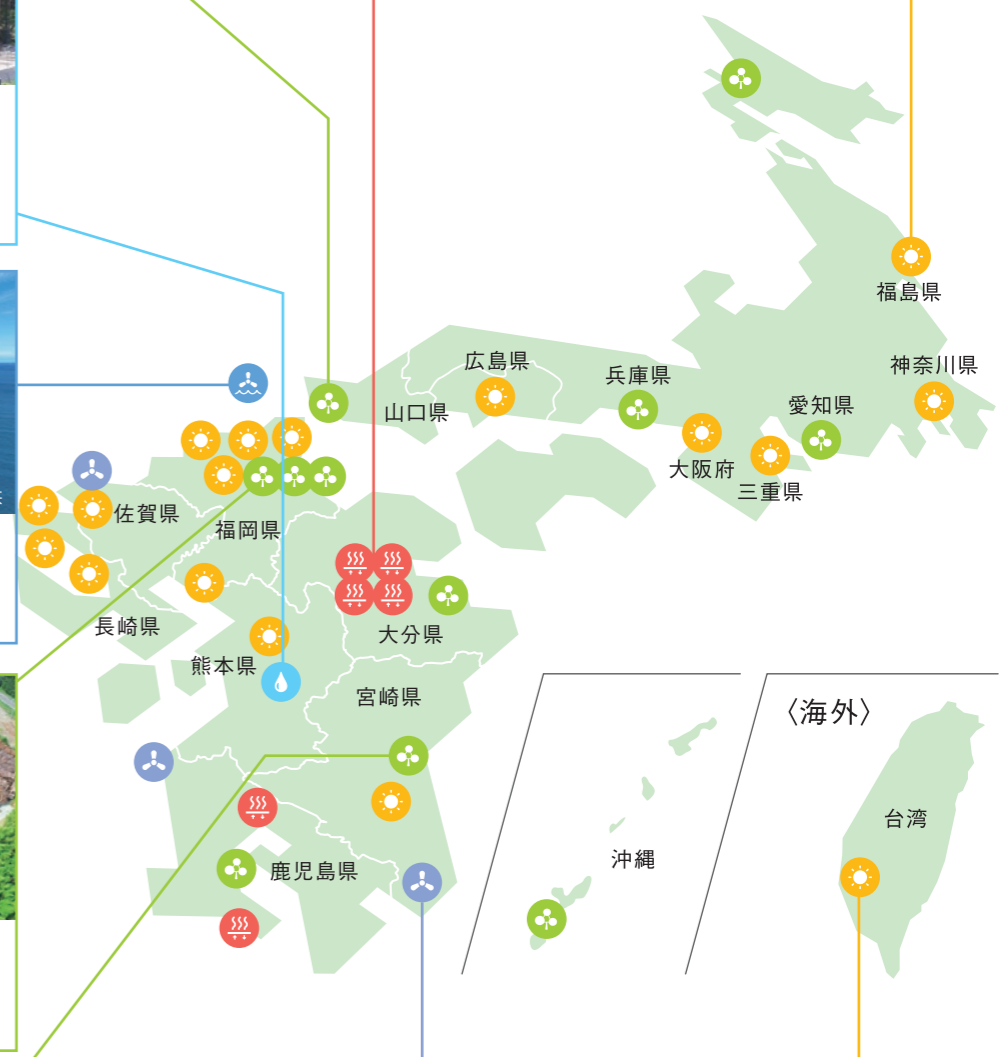 福島県
神奈川県
広島県
兵庫県
愛知県
山口県
大阪府
三重県
佐賀県
福岡県
長崎県
大分県
熊本県
宮崎県
〈海外〉
台湾
沖縄
鹿児島県